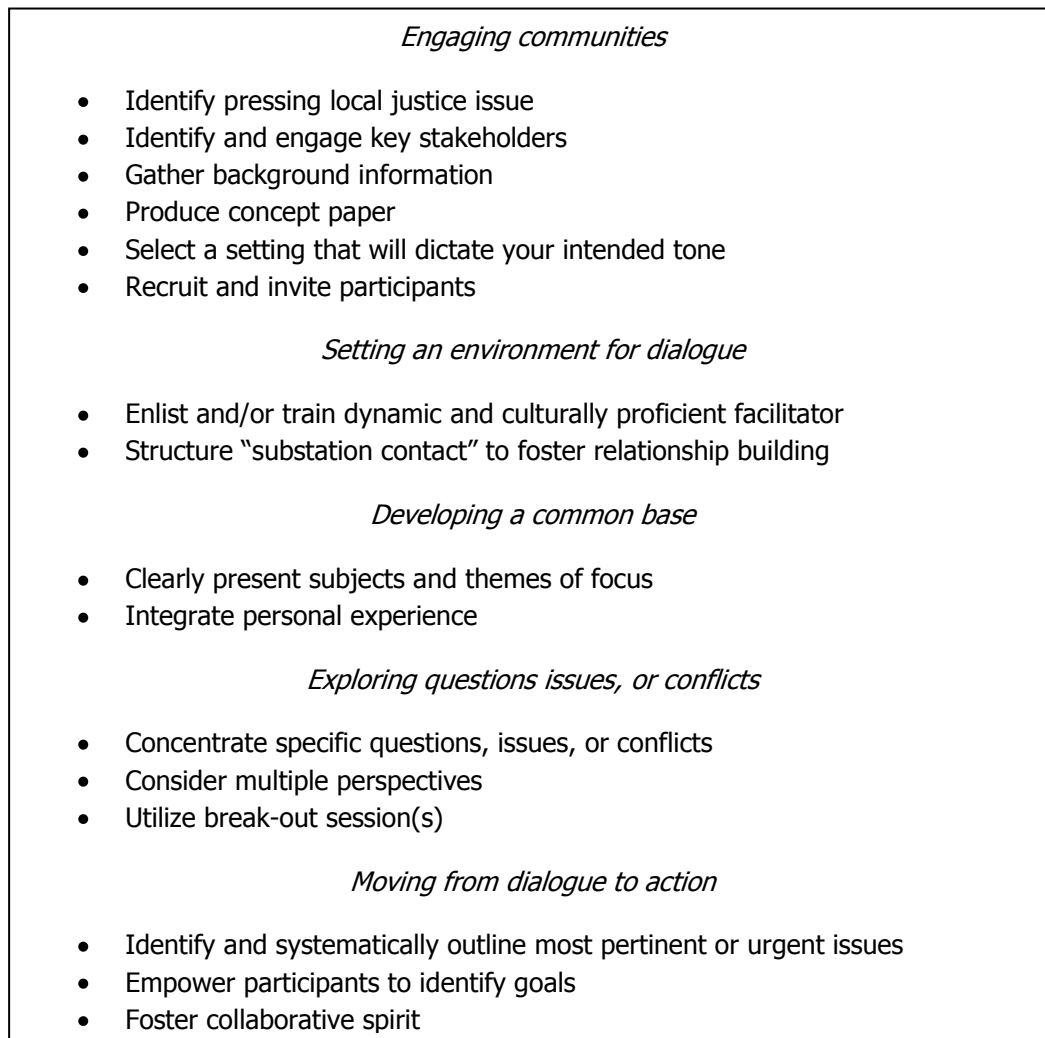 Engaging communities
• Identify pressing local justice issue
• Identify and engage key stakeholders
• Gather background information
• Produce concept paper
• Select a setting that will dictate your intended tone
• Recruit and invite participants
Setting an environment for dialogue
• Enlist and/or train dynamic and culturally proficient facilitator
• Structure “substation contact” to foster relationship building
Developing a common base
• Clearly present subjects and themes of focus
• Integrate personal experience
Exploring questions issues, or conflicts
• Concentrate specific questions, issues, or conflicts
• Consider multiple perspectives
• Utilize break-out session(s)
Moving from dialogue to action
• Identify and systematically outline most pertinent or urgent issues
• Empower participants to identify goals
• Foster collaborative spirit